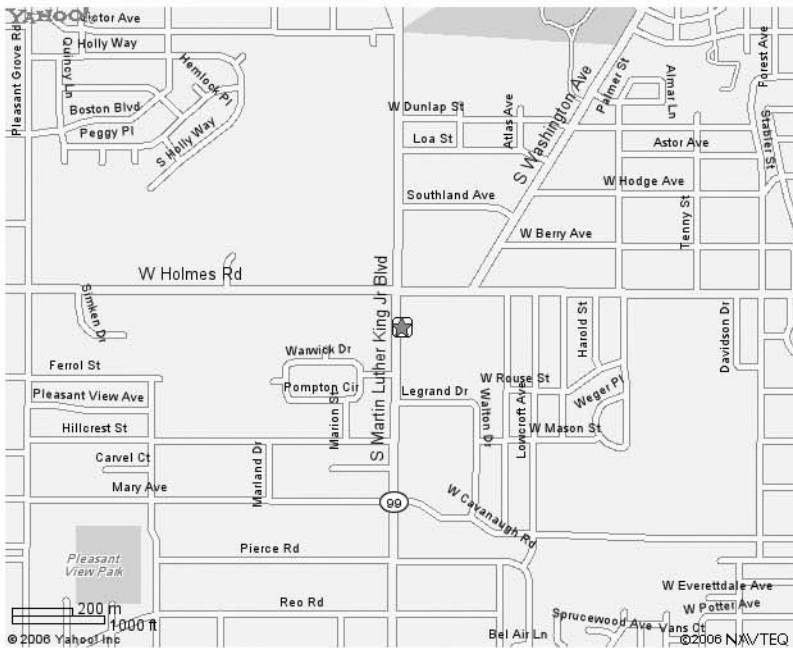 YAHOO!
Victor Ave
Holly Way
Pleasant Grove Rd
Quincy Ln
Hemlock Pl
Boston Blvd
Peggy Pl
S Holly Way
W Dunlap St
Loa St
Atlas Ave
S Washington Ave
Palmer St
Almar Ln
Forest Ave
Stabler St
Astor Ave
W Hodge Ave
Southland Ave
Tenny St
W Berry Ave
W Holmes Rd
S Martin Luther King Jr Blvd
Simken Dr
Harold St
Davidson Dr
Warwick Dr
Ferrol St
Pompton Cir
Legrand Dr
W Rouse St
Weger Pl
Pleasant View Ave
Marion St
Walton Dr
Lowcroft Ave
Hillcrest St
W Mason St
Carvel Ct
Marland Dr
Mary Ave
99
W Cavanaugh Rd
Pierce Rd
Pleasant
View Park
Reo Rd
W Everettdale Ave
W Potter Ave
Sprucewood Ave
Vans Ct
Bel Air Ln
200 m
1000 ft
©2006 Yahoo! Inc
©2006 NAVTEQ